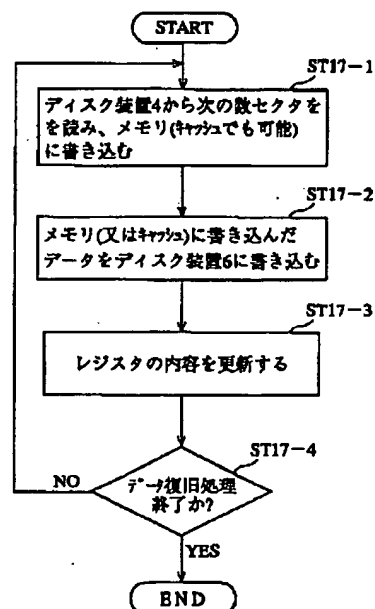 START
ST17-1
ディスク装置4から次の数セクタを
を読み、メモリ(キャッシュでも可能)
に書き込む
ST17-2
メモリ(又はキャッシュ)に書き込んだ
データをディスク装置6に書き込む
ST17-3
レジスタの内容を更新する
ST17-4
データ復旧処理
終了か?
NO
YES
END